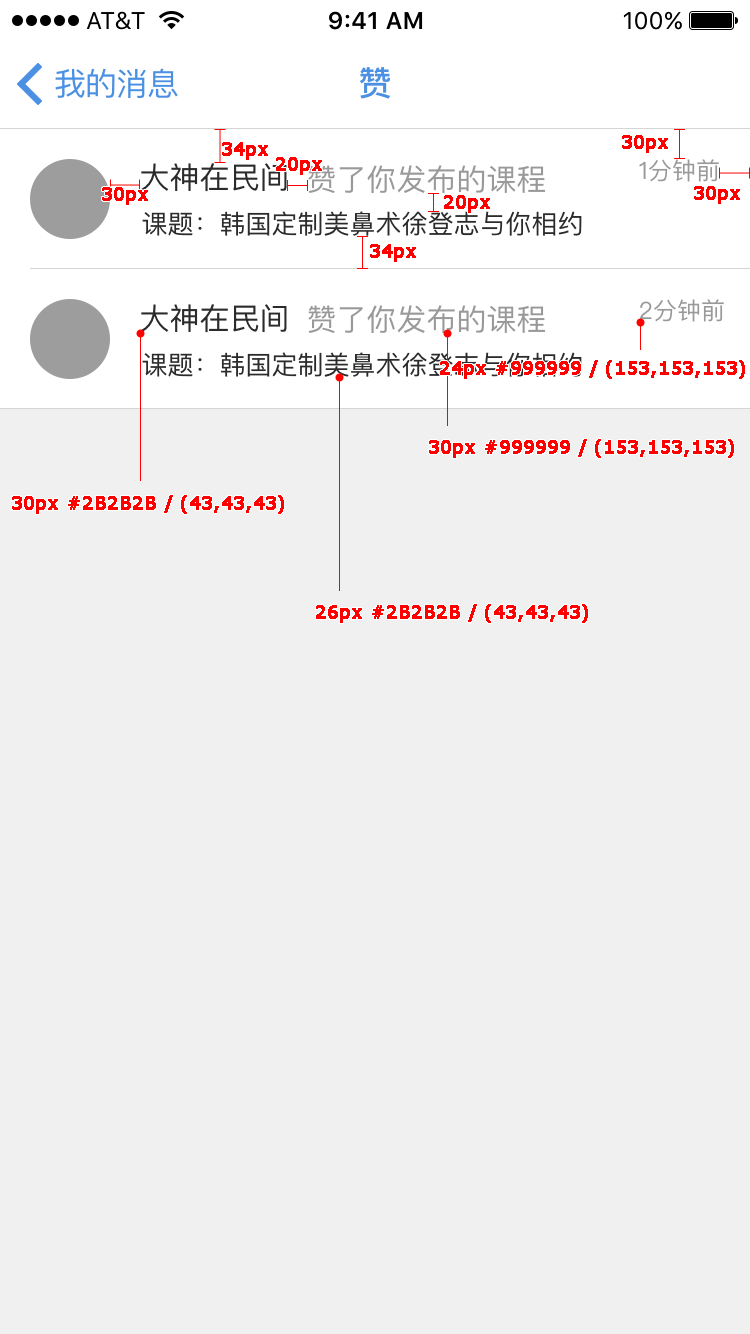 AT&T 9:41 AM 100%
我的消息 赞
34px 30px
20px
大神在民间 赞了你发布的课程 1分钟前
30px 20px 30px
课题：韩国定制美鼻术徐登志与你相约
34px
大神在民间 赞了你发布的课程 2分钟前
课题：韩国定制美鼻术徐登志与你相约
24px #999999 / (153,153,153)
30px #999999 / (153,153,153)
30px #2B2B2B / (43,43,43)
26px #2B2B2B / (43,43,43)